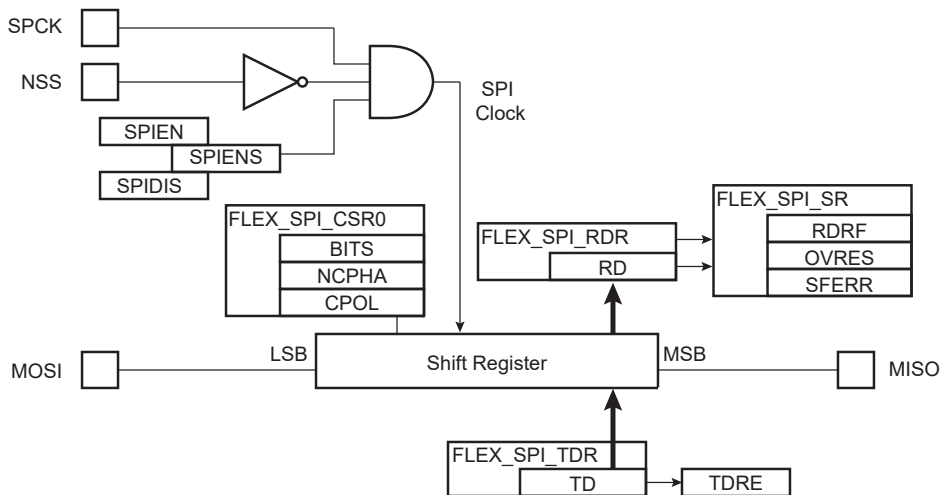 SPCK
NSS
SPI
Clock
SPIEN
SPIENS
SPIDIS
FLEX_SPI_CSR0
BITS
NCPHA
CPOL
FLEX_SPI_RDR
RD
FLEX_SPI_SR
RDRF
OVRES
SFERR
MOSI
LSB
Shift Register
MSB
MISO
FLEX_SPI_TDR
TD
TDRE